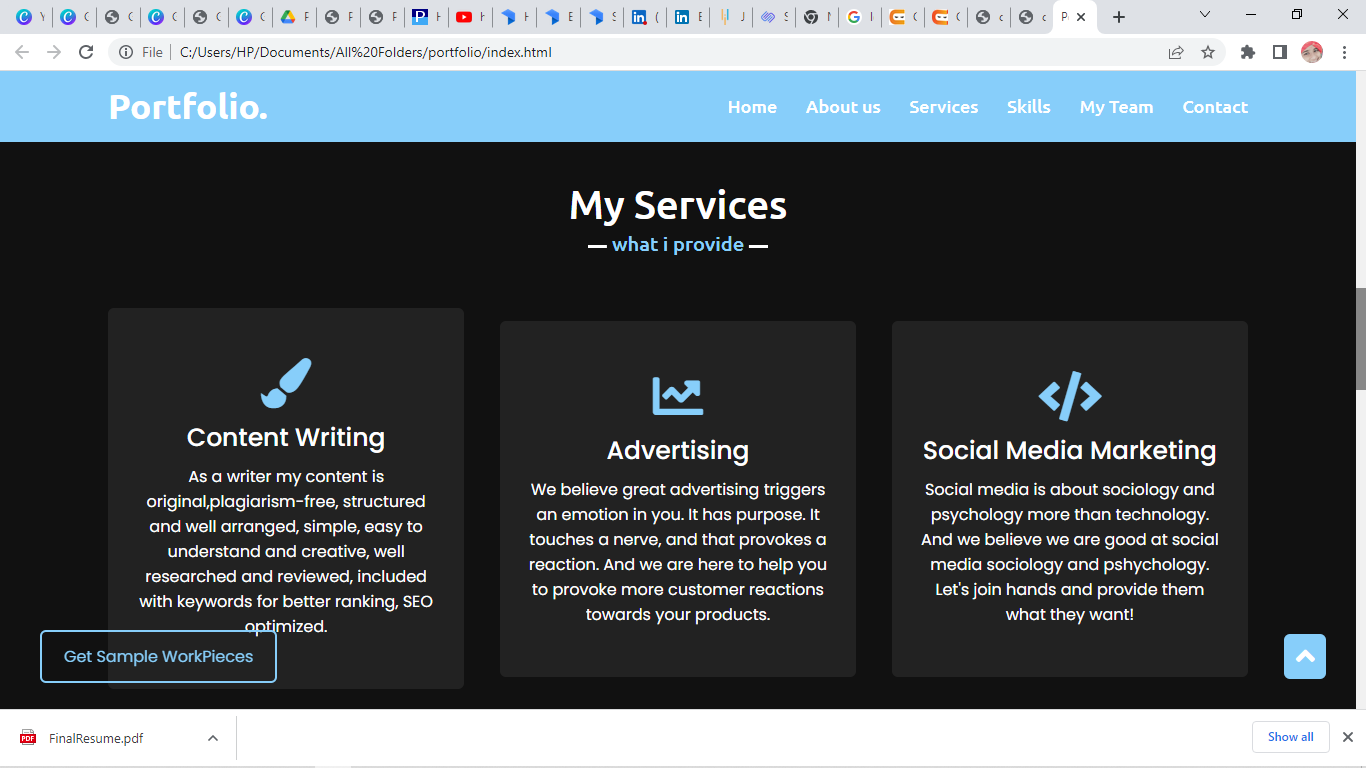 File
C:/Users/HP/Documents/All%20Folders/portfolio/index.html
Portfolio.
Home About us Services Skills My Team Contact
My Services
what i provide
Content Writing
As a writer my content is
original,plagiarism-free, structured
and well arranged, simple, easy to
understand and creative, well
researched and reviewed, included
with keywords for better ranking, SEO
optimized.
Advertising
We believe great advertising triggers
an emotion in you. It has purpose. It
touches a nerve, and that provokes a
reaction. And we are here to help you
to provoke more customer reactions
towards your products.
Social Media Marketing
Social media is about sociology and
psychology more than technology.
And we believe we are good at social
media sociology and pshychology.
Let's join hands and provide them
what they want!
Get Sample WorkPieces
FinalResume.pdf
Show all